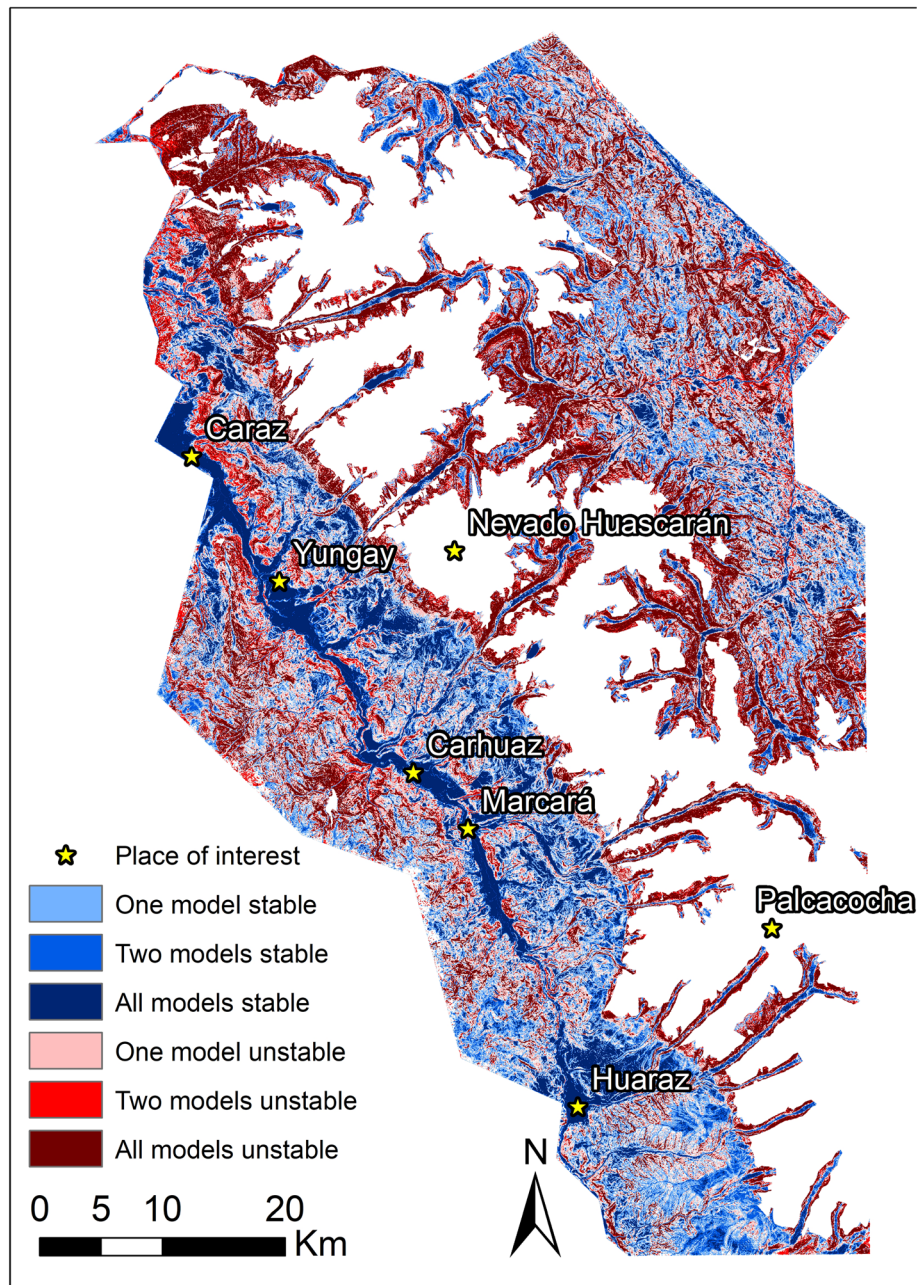 Caraz
Nevado Huascarán
Yungay
Carhuaz
Marcará
Palcacocha
Huaraz
Place of interest
One model stable
Two models stable
All models stable
One model unstable
Two models unstable
All models unstable
N
0 5 10 20
Km